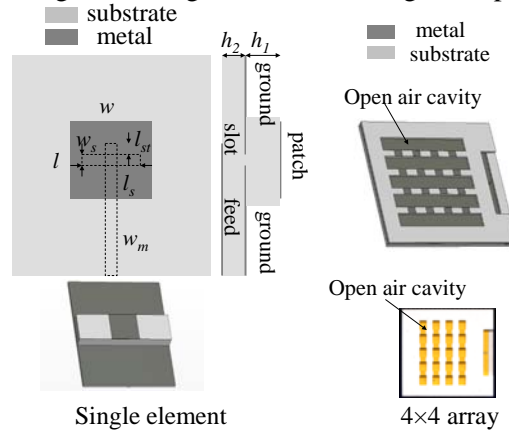 substrate
metal
h2 h1
metal
substrate
w
ground
Open air cavity
ws
lst
slot
patch
l
ls
feed
wm
ground
Open air cavity
Single element
4×4 array